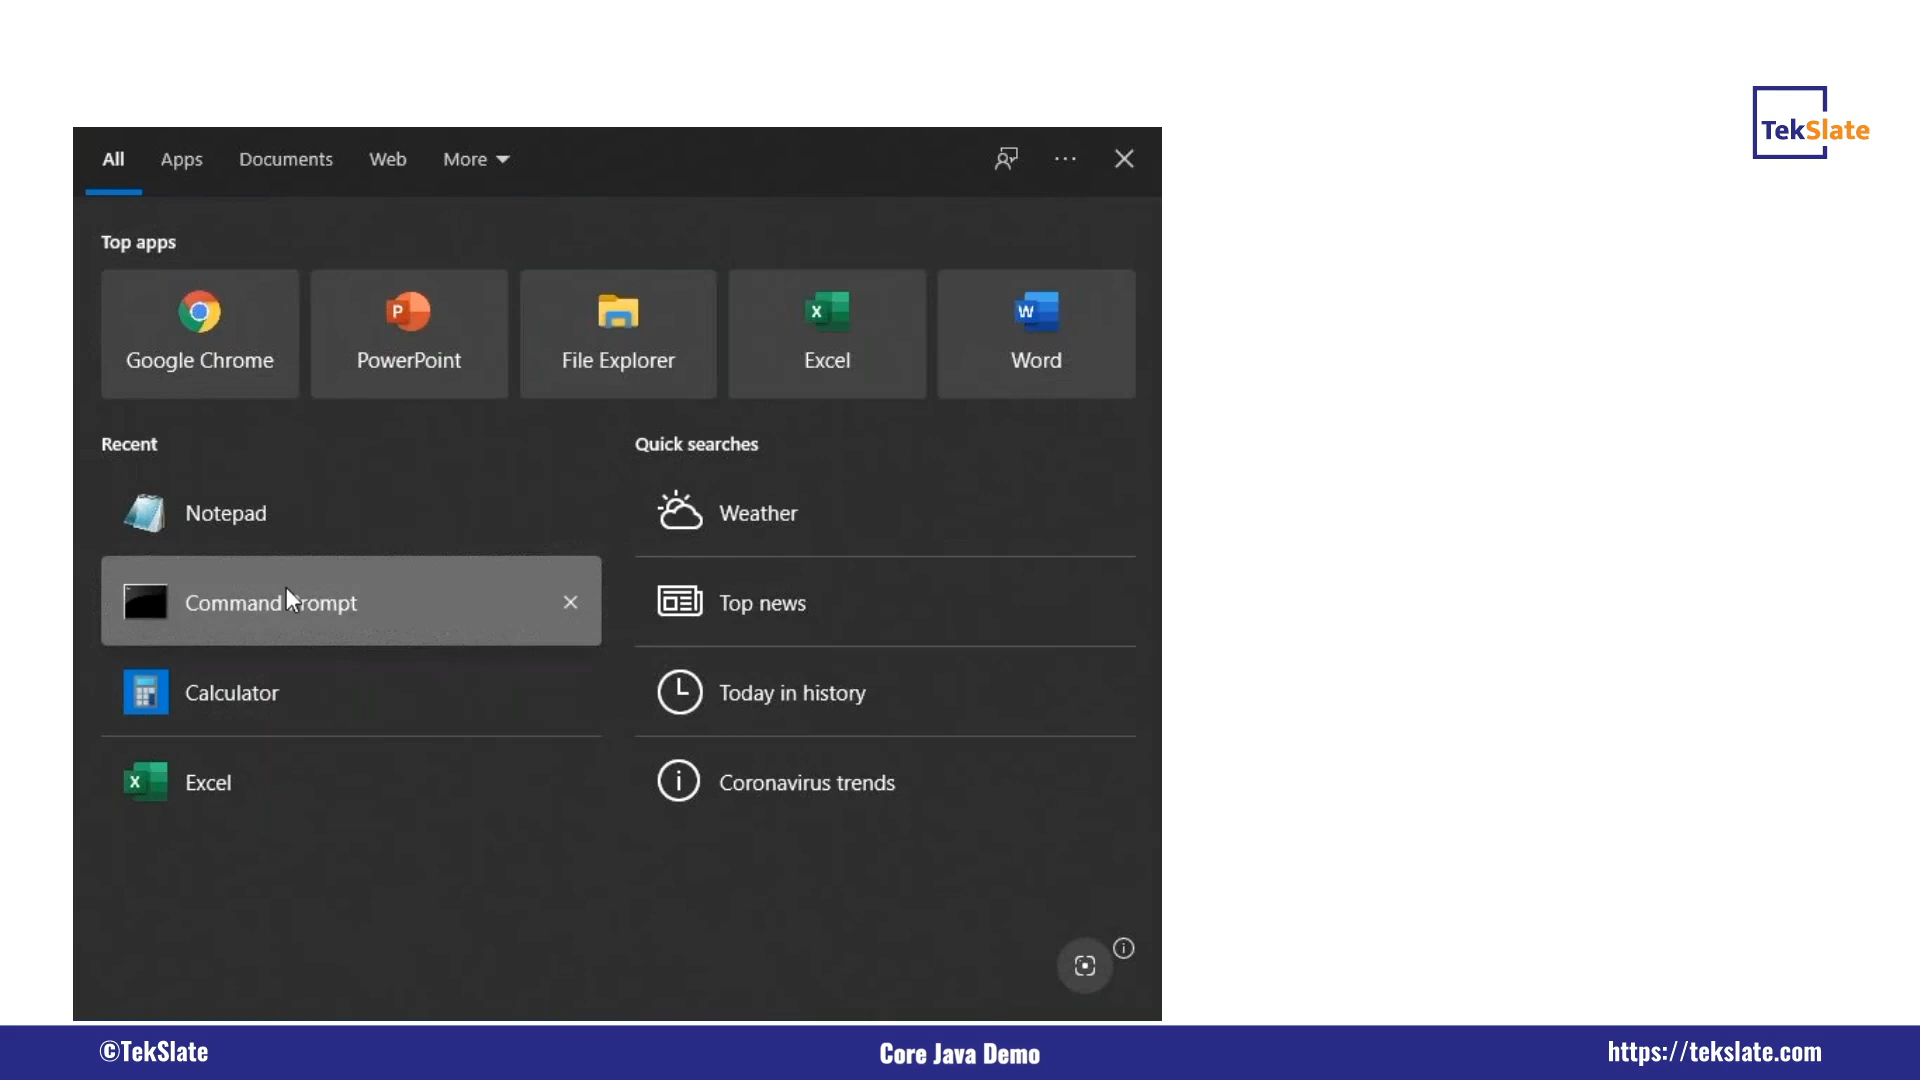 TekSlate
All Apps Documents Web More
Top apps
Google Chrome PowerPoint File Explorer Excel Word
Recent Quick searches
Notepad Weather
Command Prompt Top news
Calculator Today in history
Excel Coronavirus trends
©TekSlate Core Java Demo https://tekslate.com